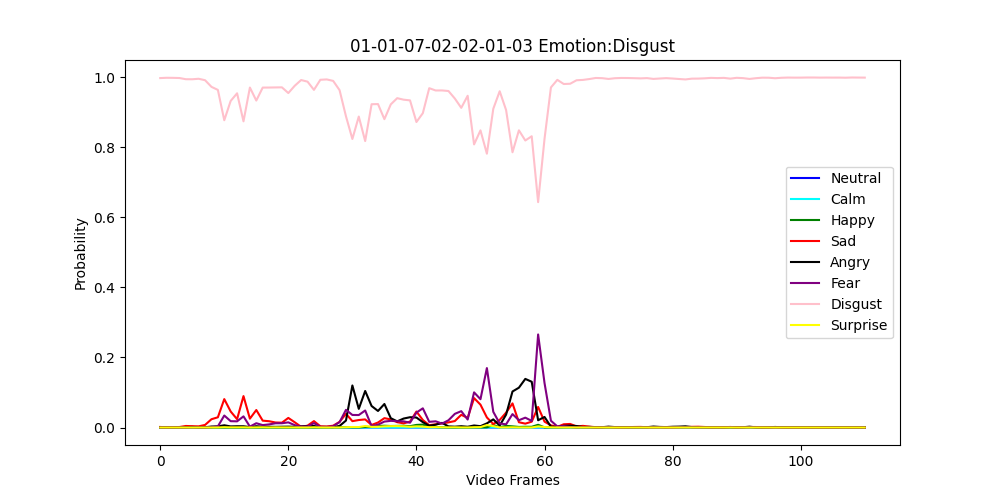 01-01-07-02-02-01-03 Emotion:Disgust
1.0
0.8
0.6
0.4
0.2
0.0
Probability
0 20 40 60 80 100
Video Frames
Neutral
Calm
Happy
Sad
Angry
Fear
Disgust
Surprise